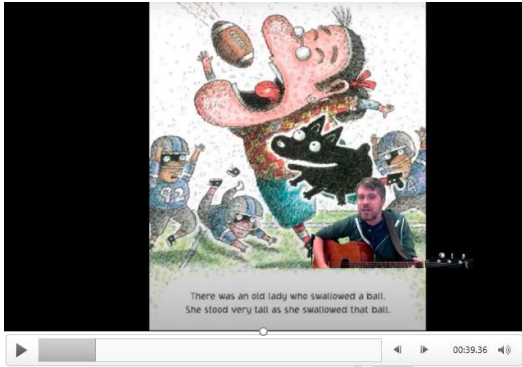 42
There was an old lady who swallowed a ball.
She stood very tall as she swallowed that ball.
00:39.36